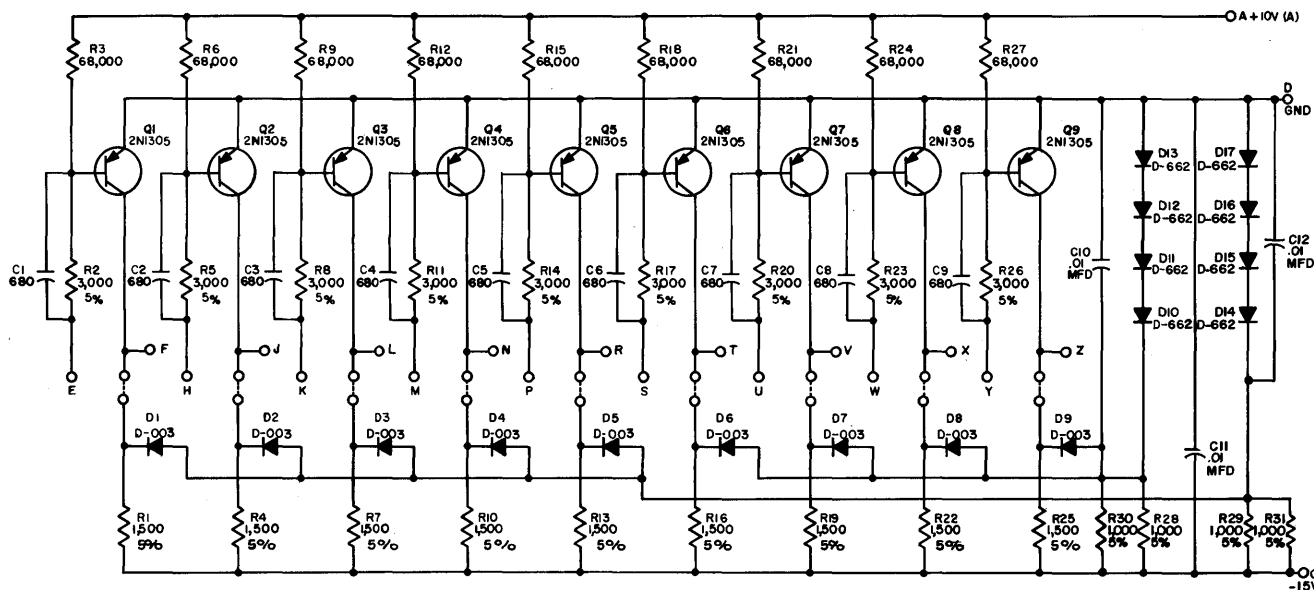 A +10V (A)
R3
68,000
R6
68,000
R9
68,000
R12
68,000
R15
68,000
R18
68,000
R21
68,000
R24
68,000
R27
68,000
D
GND
Q1
2N1305
Q2
2N1305
Q3
2N1305
Q4
2N1305
Q5
2N1305
Q6
2N1305
Q7
2N1305
Q8
2N1305
Q9
2N1305
D13
D-662
D17
D-662
D12
D-662
D16
D-662
D11
D-662
D15
D-662
D10
D-662
D14
D-662
C10
.01
MFD
C12
.01
MFD
C1
680
R2
3,000
5%
C2
680
R5
3,000
5%
C3
680
R8
3,000
5%
C4
680
R11
3,000
5%
C5
680
R14
3,000
5%
C6
680
R17
3,000
5%
C7
680
R20
3,000
5%
C8
680
R23
3,000
5%
C9
680
R26
3,000
5%
F
J
L
N
R
T
V
X
Z
E
H
K
M
P
S
U
W
Y
D1
D-003
D2
D-003
D3
D-003
D4
D-003
D5
D-003
D6
D-003
D7
D-003
D8
D-003
D9
D-003
C11
.01
MFD
R1
1,500
5%
R4
1,500
5%
R7
1,500
5%
R10
1,500
5%
R13
1,500
5%
R16
1,500
5%
R19
1,500
5%
R22
1,500
5%
R25
1,500
5%
R30
1,000
5%
R28
1,000
5%
R29
1,000
5%
R31
1,000
5%
C
-15V